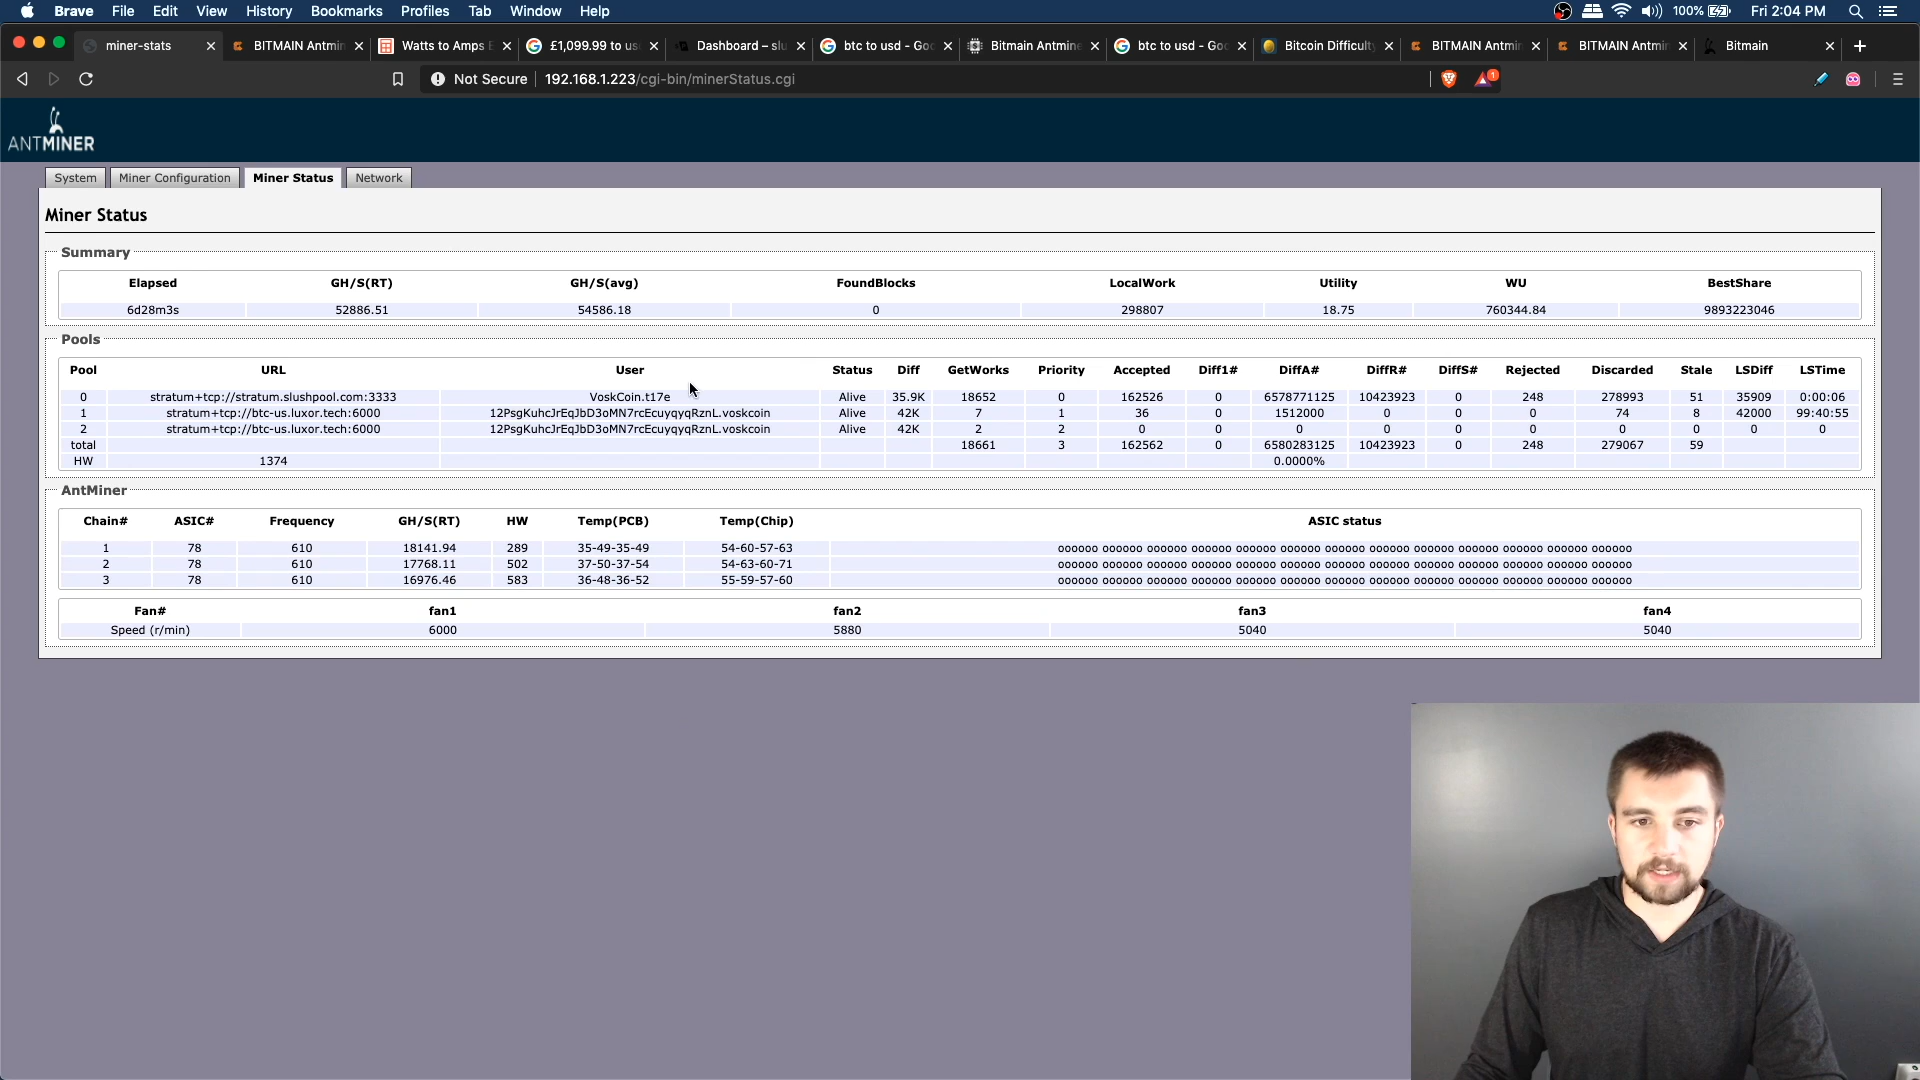 Brave File Edit View History Bookmarks Profiles Tab Window Help 100% Fri 2:04 PM
miner-stats BITMAIN Antmin Watts to Amps E £1,099.99 to us Dashboard – slu btc to usd - Goo Bitmain Antmine btc to usd - Goo Bitcoin Difficult BITMAIN Antmin BITMAIN Antmin Bitmain
Not Secure 192.168.1.223/cgi-bin/minerStatus.cgi 1
ANTMINER
System Miner Configuration Miner Status Network
Miner Status
Summary
Elapsed GH/S(RT) GH/S(avg) FoundBlocks LocalWork Utility WU BestShare
6d28m3s 52886.51 54586.18 0 298807 18.75 760344.84 9893223046
Pools
Pool URL User Status Diff GetWorks Priority Accepted Diff1# DiffA# DiffR# DiffS# Rejected Discarded Stale LSDiff LSTime
0 stratum+tcp://stratum.slushpool.com:3333 VoskCoin.t17e Alive 35.9K 18652 0 162526 0 6578771125 10423923 0 248 278993 51 35909 0:00:06
1 stratum+tcp://btc-us.luxor.tech:6000 12PsgKuhcJrEqJbD3oMN7rcEcuyqyqRznL.voskcoin Alive 42K 7 1 36 0 1512000 0 0 0 74 8 42000 99:40:55
2 stratum+tcp://btc-us.luxor.tech:6000 12PsgKuhcJrEqJbD3oMN7rcEcuyqyqRznL.voskcoin Alive 42K 2 2 0 0 0 0 0 0 0 0 0 0
total 18661 3 162562 0 6580283125 10423923 0 248 279067 59
HW 1374 0.0000%
AntMiner
Chain# ASIC# Frequency GH/S(RT) HW Temp(PCB) Temp(Chip) ASIC status
1 78 610 18141.94 289 35-49-35-49 54-60-57-63 oooooo oooooo oooooo oooooo oooooo oooooo oooooo oooooo oooooo oooooo oooooo oooooo oooooo
2 78 610 17768.11 502 37-50-37-54 54-63-60-71 oooooo oooooo oooooo oooooo oooooo oooooo oooooo oooooo oooooo oooooo oooooo oooooo oooooo
3 78 610 16976.46 583 36-48-36-52 55-59-57-60 oooooo oooooo oooooo oooooo oooooo oooooo oooooo oooooo oooooo oooooo oooooo oooooo oooooo
Fan# fan1 fan2 fan3 fan4
Speed (r/min) 6000 5880 5040 5040